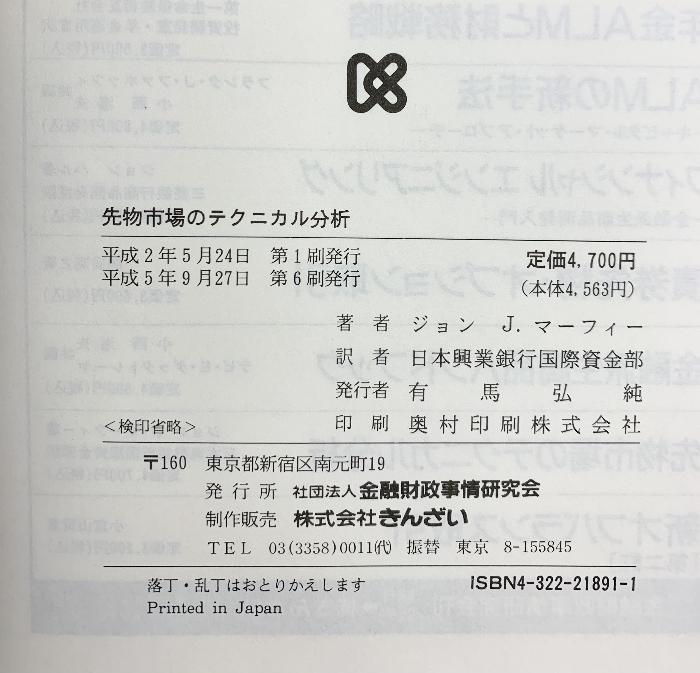 先物市場のテクニカル分析
平成2年5月24日 第1刷発行
平成5年9月27日 第6刷発行
定価4,700円
(本体4,563円)
著者 ジョン J.マーフィー
訳者 日本興業銀行国際資金部
発行者 有馬弘純
印刷 奥村印刷株式会社
<検印省略>
〒160 東京都新宿区南元町19
発行所 社団法人 金融財政事情研究会
制作販売 株式会社きんざい
TEL 03(3358)0011㈹ 振替 東京 8-155845
落丁・乱丁はおとりかえします
ISBN4-322-21891-1
Printed in Japan